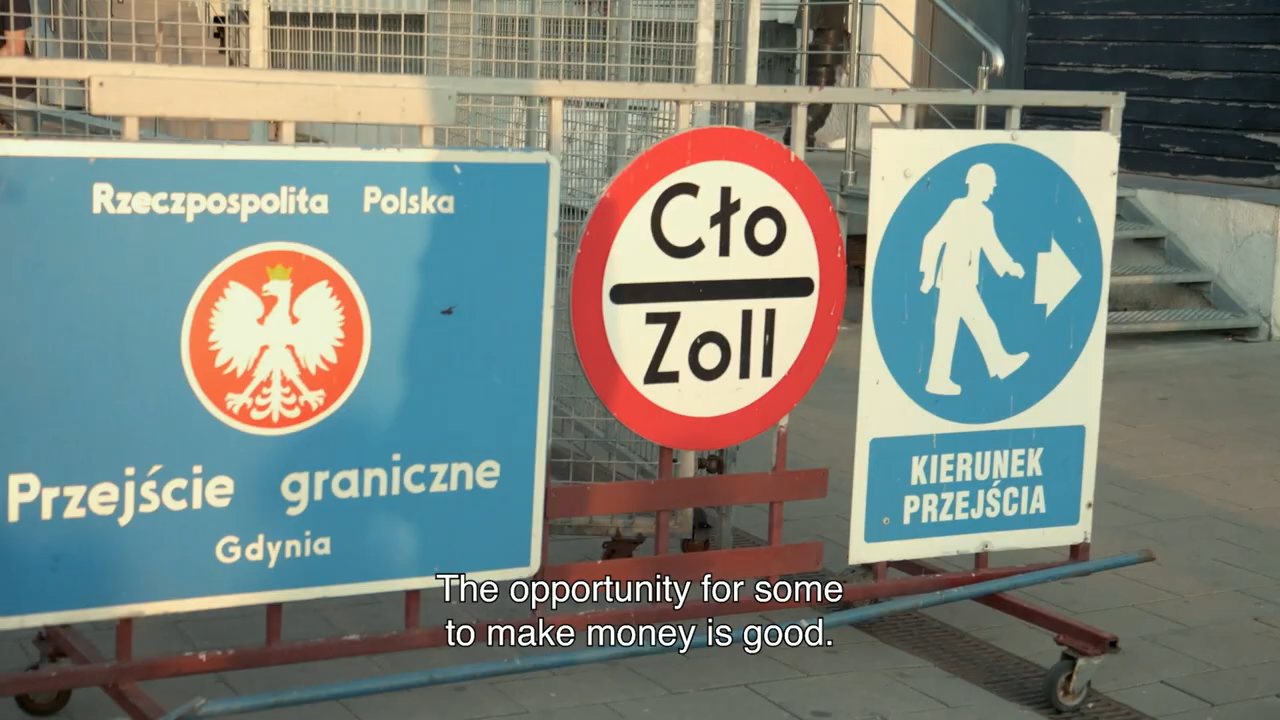 Rzeczpospolita Polska
Przejście graniczne
Gdynia
Cło
Zoll
KIERUNEK
PRZEJŚCIA
The opportunity for some
to make money is good.